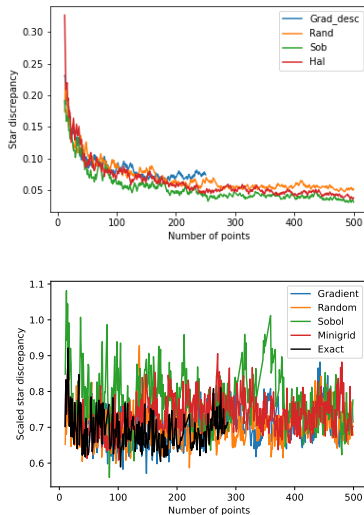 0.30
0.25
0.20
0.15
0.10
0.05
Star discrepancy
Grad_desc
Rand
Sob
Hal
0 100 200 300 400 500
Number of points
1.1
1.0
0.9
0.8
0.7
0.6
Scaled star discrepancy
Gradient
Random
Sobol
Minigrid
Exact
0 100 200 300 400 500
Number of points